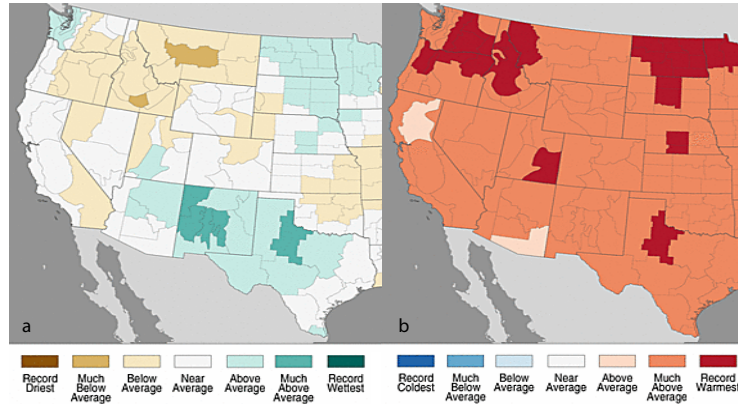 a
b
Record Driest
Much Below Average
Below Average
Near Average
Above Average
Much Above Average
Record Wettest
Record Coldest
Much Below Average
Below Average
Near Average
Above Average
Much Above Average
Record Warmest